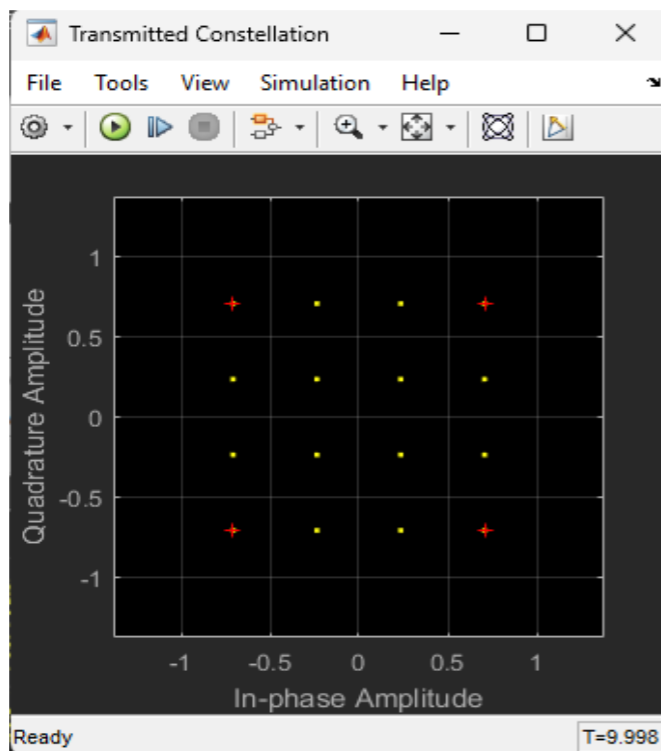 Transmitted Constellation
File Tools View Simulation Help
1
0.5
0
-0.5
-1
Quadrature Amplitude
-1 -0.5 0 0.5 1
In-phase Amplitude
Ready T=9.998